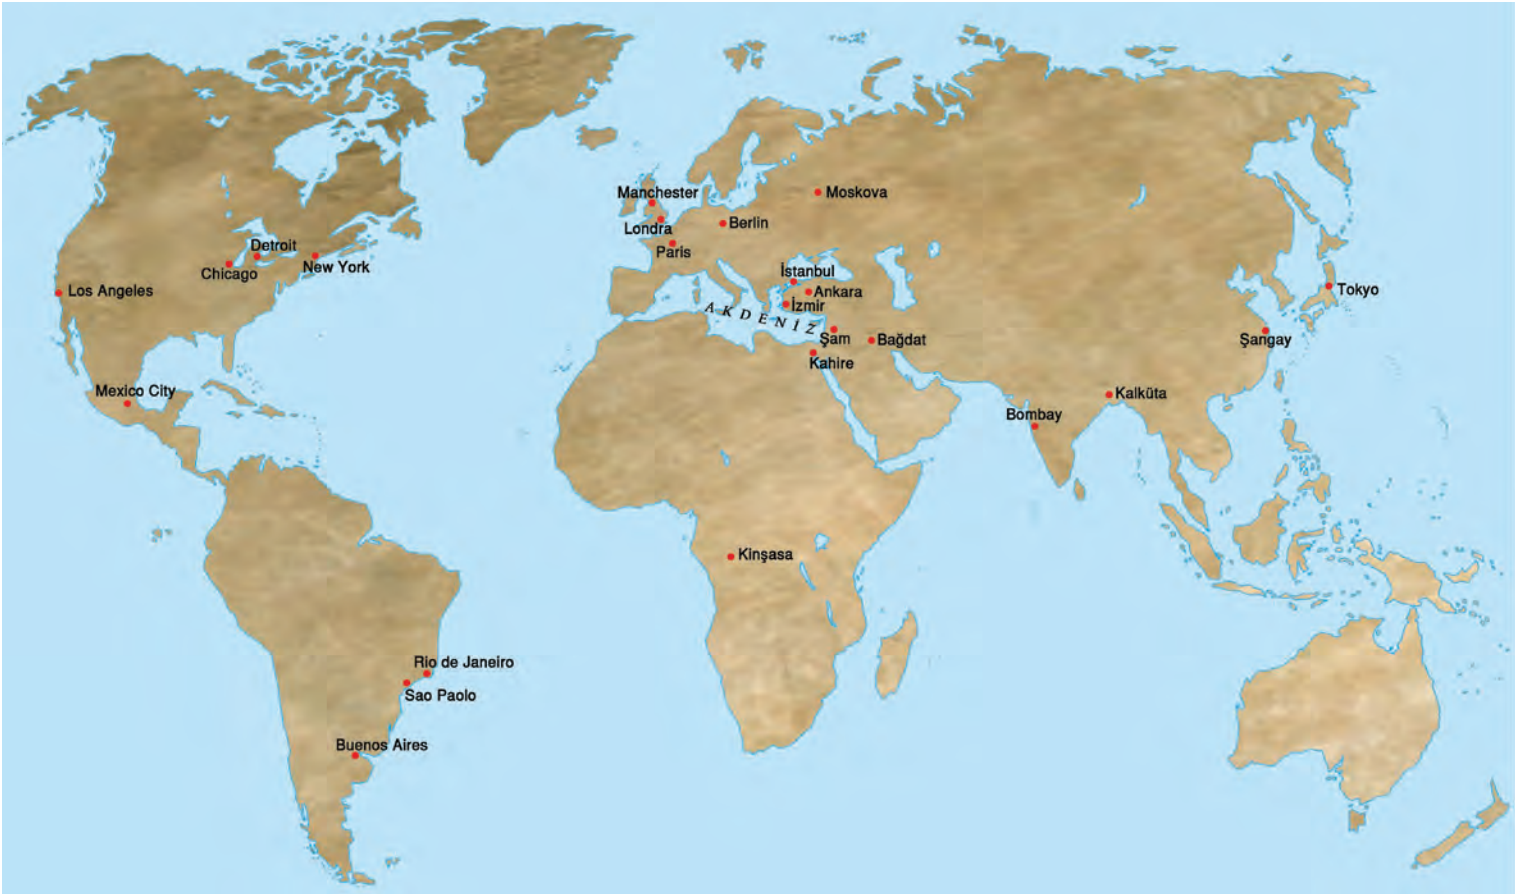 Manchester
Moskova
Londra
Berlin
Paris
Detroit
Chicago
New York
Los Angeles
İstanbul
Ankara
İzmir
AKDENİZ
Şam
Bağdat
Kahire
Tokyo
Şangay
Mexico City
Kalküta
Bombay
Kinşasa
Rio de Janeiro
Sao Paolo
Buenos Aires